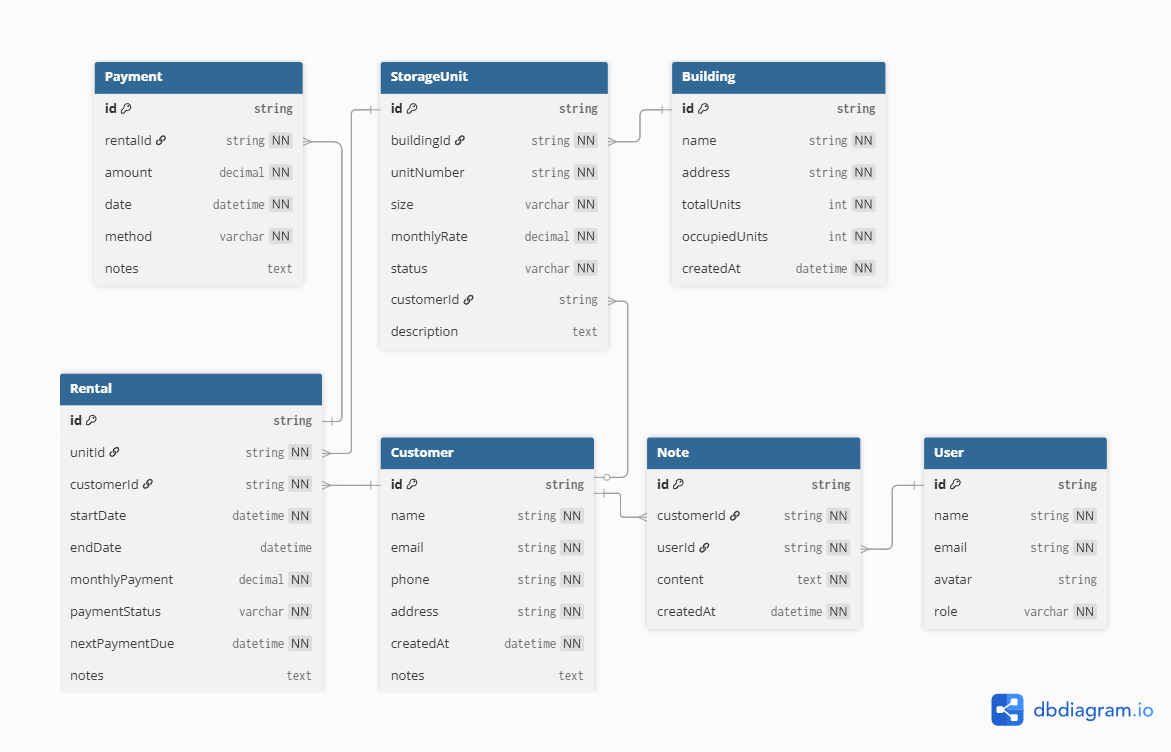 Payment
id string
rentalId string NN
amount decimal NN
date datetime NN
method varchar NN
notes text
StorageUnit
id string
buildingId string NN
unitNumber string NN
size varchar NN
monthlyRate decimal NN
status varchar NN
customerId string
description text
Building
id string
name string NN
address string NN
totalUnits int NN
occupiedUnits int NN
createdAt datetime NN
Rental
id string
unitId string NN
customerId string NN
startDate datetime NN
endDate datetime
monthlyPayment decimal NN
paymentStatus varchar NN
nextPaymentDue datetime NN
notes text
Customer
id string
name string NN
email string NN
phone string NN
address string NN
createdAt datetime NN
notes text
Note
id string
customerId string NN
userId string NN
content text NN
createdAt datetime NN
User
id string
name string NN
email string NN
avatar string
role varchar NN
dbdiagram.io